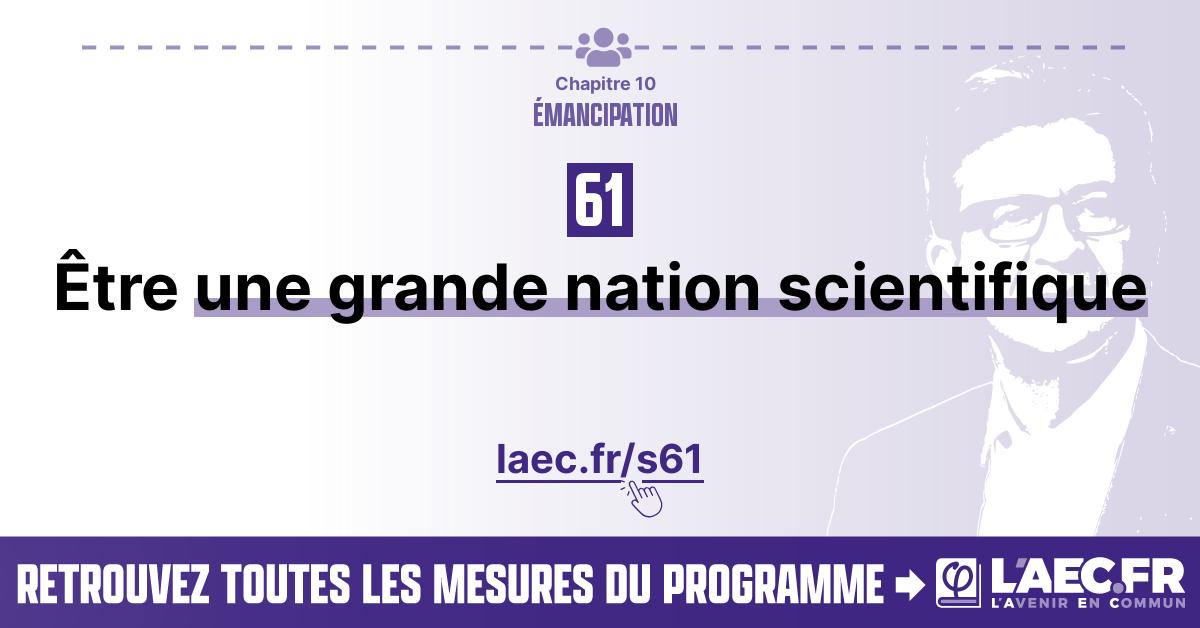 Chapitre 10
ÉMANCIPATION
61
Être une grande nation scientifique
laec.fr/s61
RETROUVEZ TOUTES LES MESURES DU PROGRAMME
φ L'AEC.FR
L'AVENIR EN COMMUN